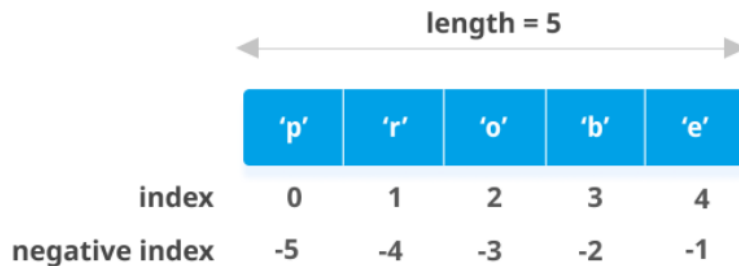 length = 5
‘p’ ‘r’ ‘o’ ‘b’ ‘e’
index 0 1 2 3 4
negative index -5 -4 -3 -2 -1